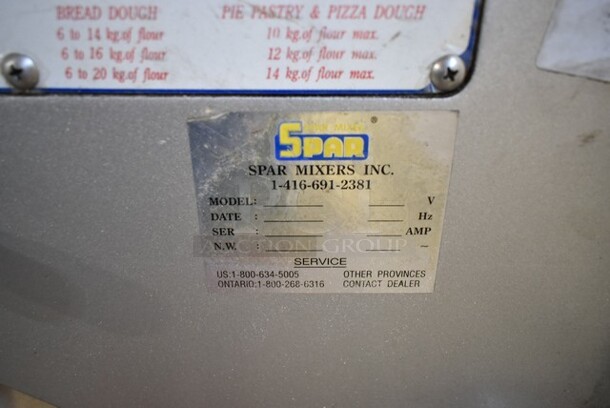 BREAD DOUGH PIE PASTRY & PIZZA DOUGH
6 to 14 kg.of flour 10 kg.of flour max.
6 to 16 kg.of flour 12 kg.of flour max.
6 to 20 kg.of flour 14 kg.of flour max.
SPAR
SPAR MIXERS INC.
1-416-691-2381
MODEL: V
DATE : Hz
SER : AMP
N.W. : ~
AUCTION GROUP
SERVICE
US:1-800-634-5005 OTHER PROVINCES
ONTARIO:1-800-268-6316 CONTACT DEALER